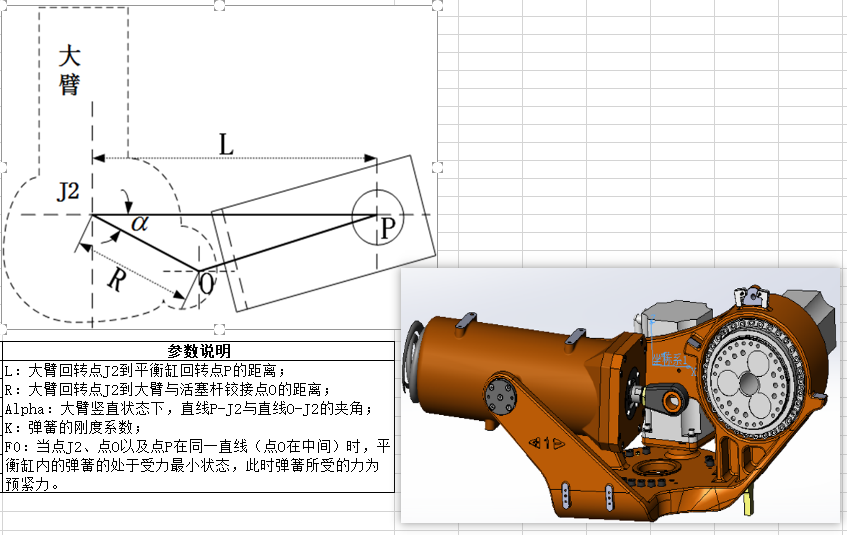 大
臂
L
J2
α
P
R
O
参数说明
L：大臂回转点J2到平衡缸回转点P的距离；
R：大臂回转点J2到大臂与活塞杆铰接点O的距离；
Alpha：大臂竖直状态下，直线P-J2与直线O-J2的夹角；
K：弹簧的刚度系数；
F0：当点J2、点O以及点P在同一直线（点O在中间）时，平
衡缸内的弹簧的处于受力最小状态，此时弹簧所受的力为
预紧力。
1